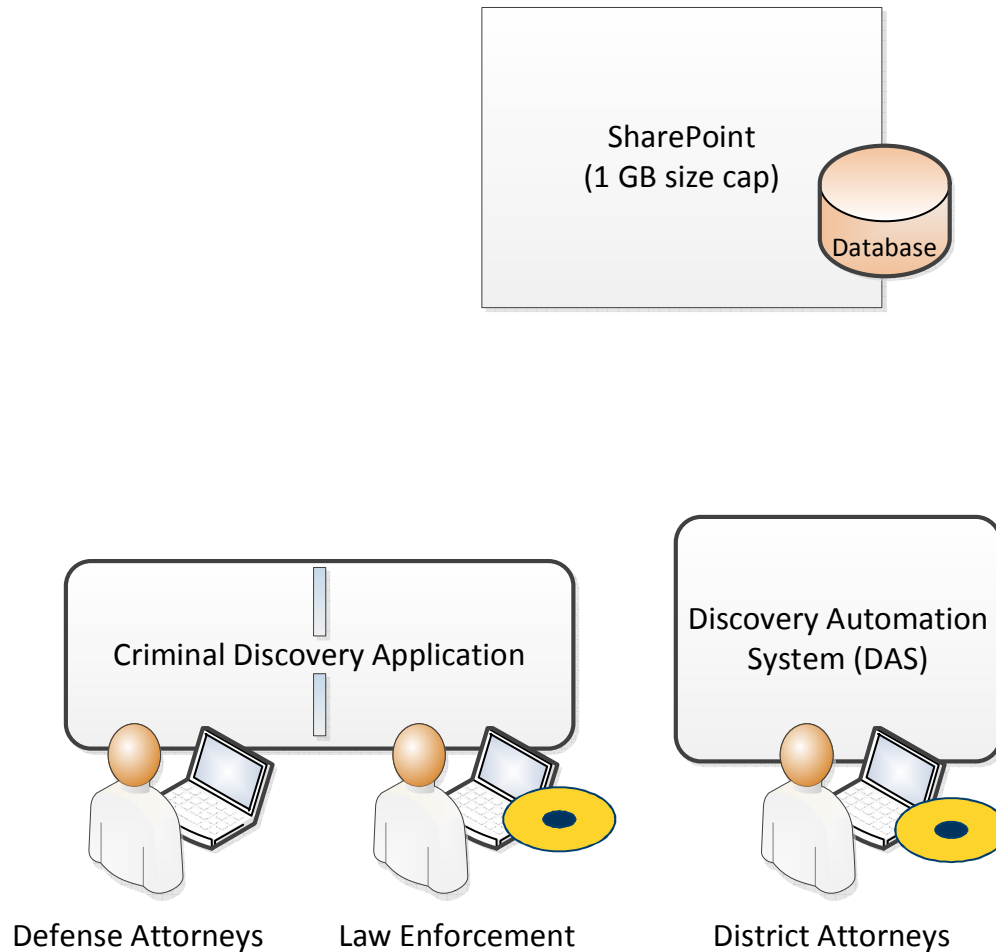 SharePoint
(1 GB size cap)
Database
Criminal Discovery Application
Discovery Automation
System (DAS)
Defense Attorneys
Law Enforcement
District Attorneys